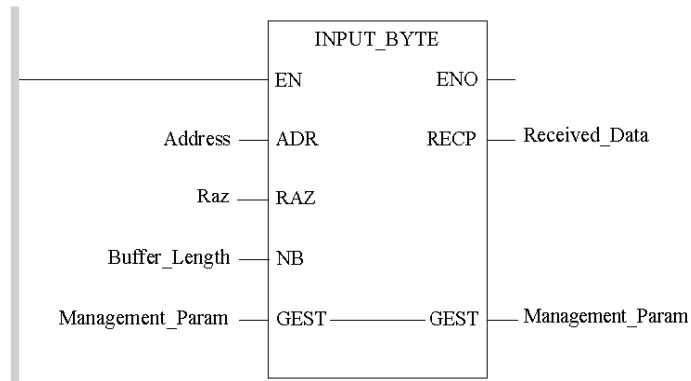 INPUT_BYTE
EN ENO
Address ADR RECP Received_Data
Raz RAZ
Buffer_Length NB
Management_Param GEST GEST Management_Param